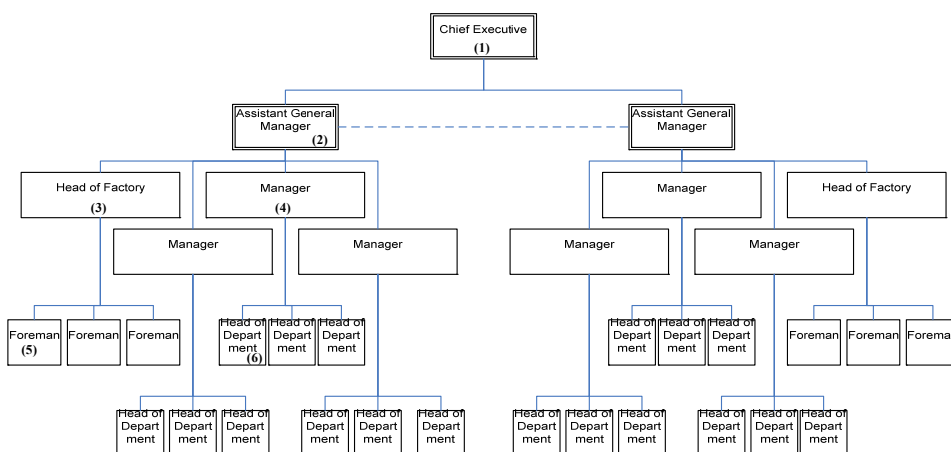 Chief Executive
(1)
Assistant General
Manager
(2)
Assistant General
Manager
Head of Factory
(3)
Manager
(4)
Manager
Head of Factory
Manager
Manager
Manager
Manager
Foreman
(5)
Foreman
Foreman
Head of
Depart
ment
(6)
Head of
Depart
ment
Head of
Depart
ment
Head of
Depart
ment
Head of
Depart
ment
Head of
Depart
ment
Foreman
Foreman
Forema
Head of
Depart
ment
Head of
Depart
ment
Head of
Depart
ment
Head of
Depart
ment
Head of
Depart
ment
Head of
Depart
ment
Head of
Depart
ment
Head of
Depart
ment
Head of
Depart
ment
Head of
Depart
ment
Head of
Depart
ment
Head of
Depart
ment